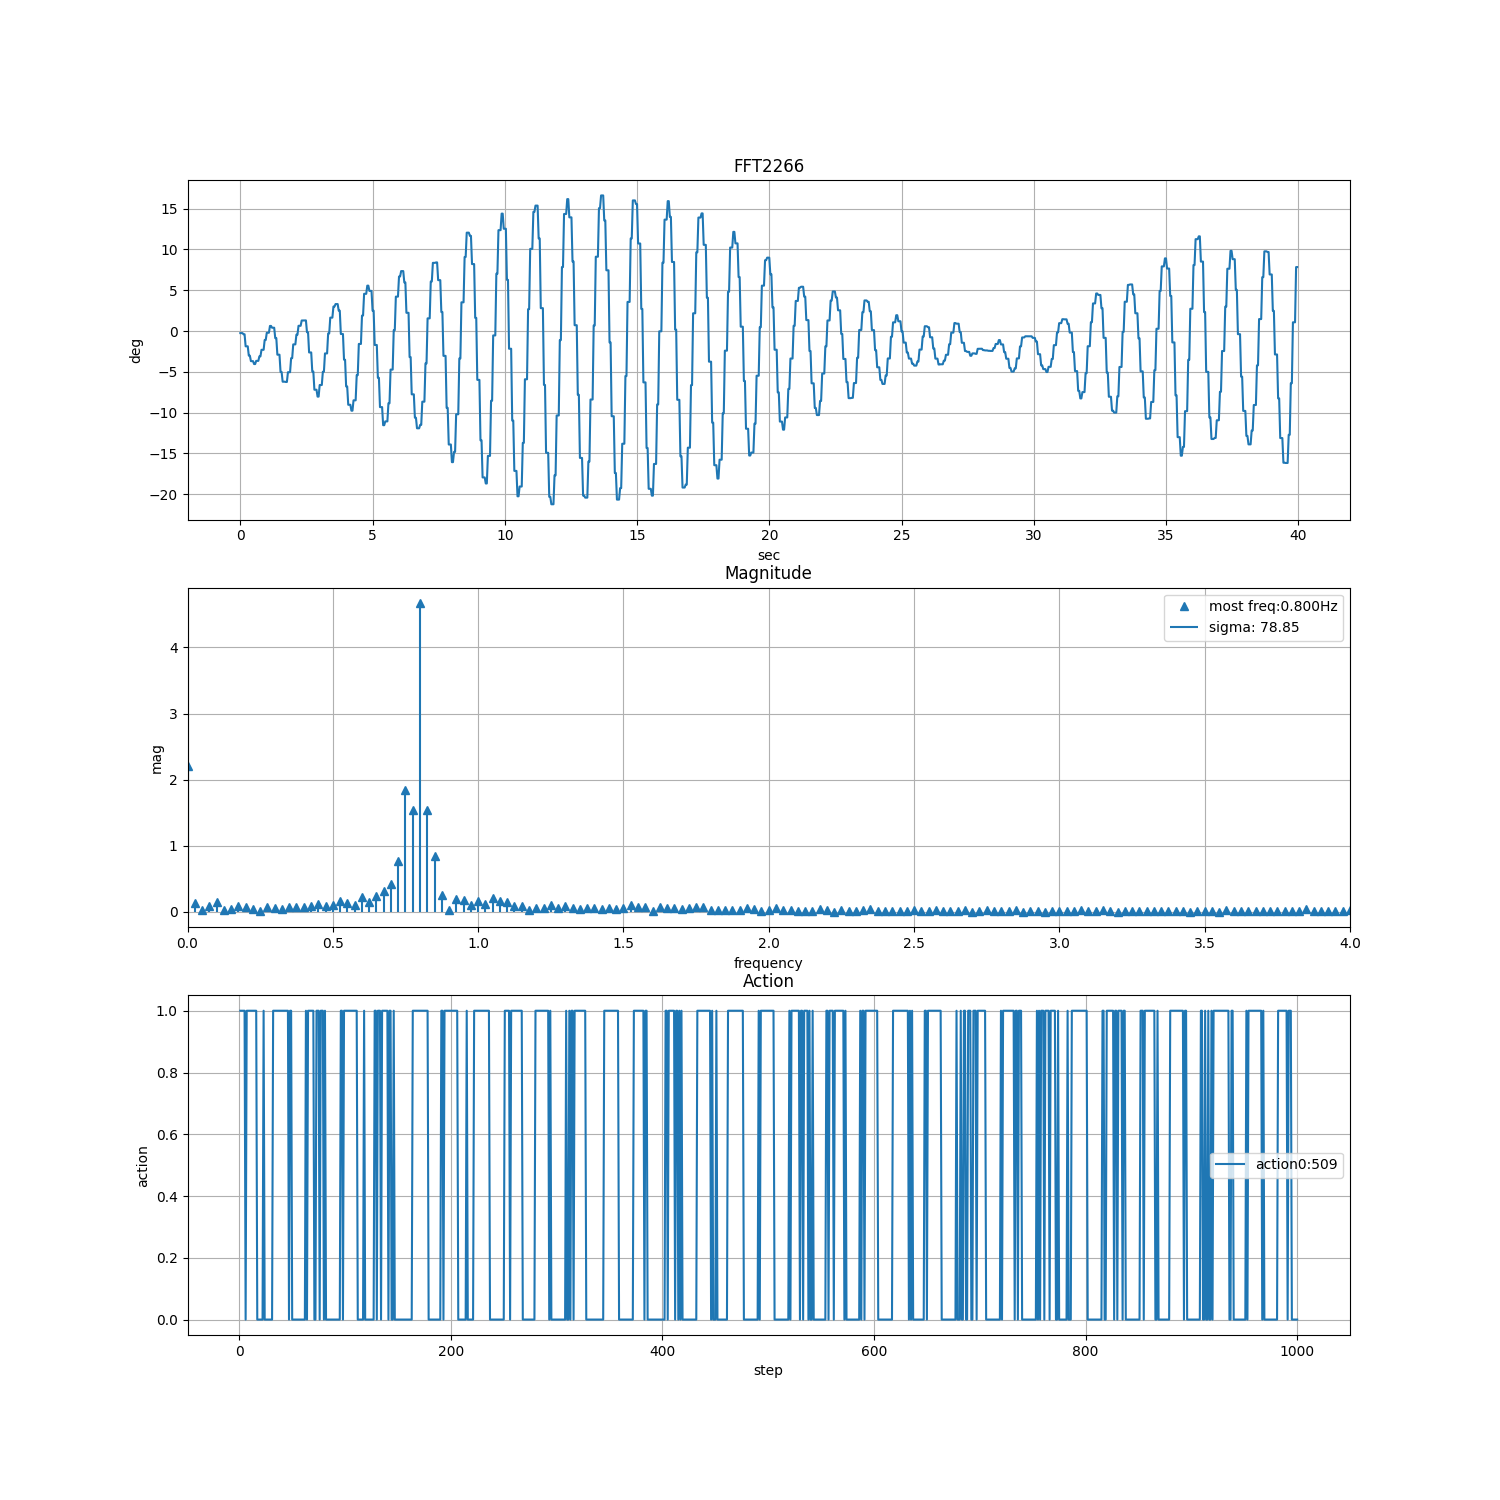 FFT2266
15
10
5
0
−5
−10
−15
−20
deg
0 5 10 15 20 25 30 35 40
sec
Magnitude
most freq:0.800Hz
sigma: 78.85
4
3
2
1
0
mag
0.0 0.5 1.0 1.5 2.0 2.5 3.0 3.5 4.0
frequency
Action
1.0
0.8
0.6
0.4
0.2
0.0
action
action0:509
0 200 400 600 800 1000
step